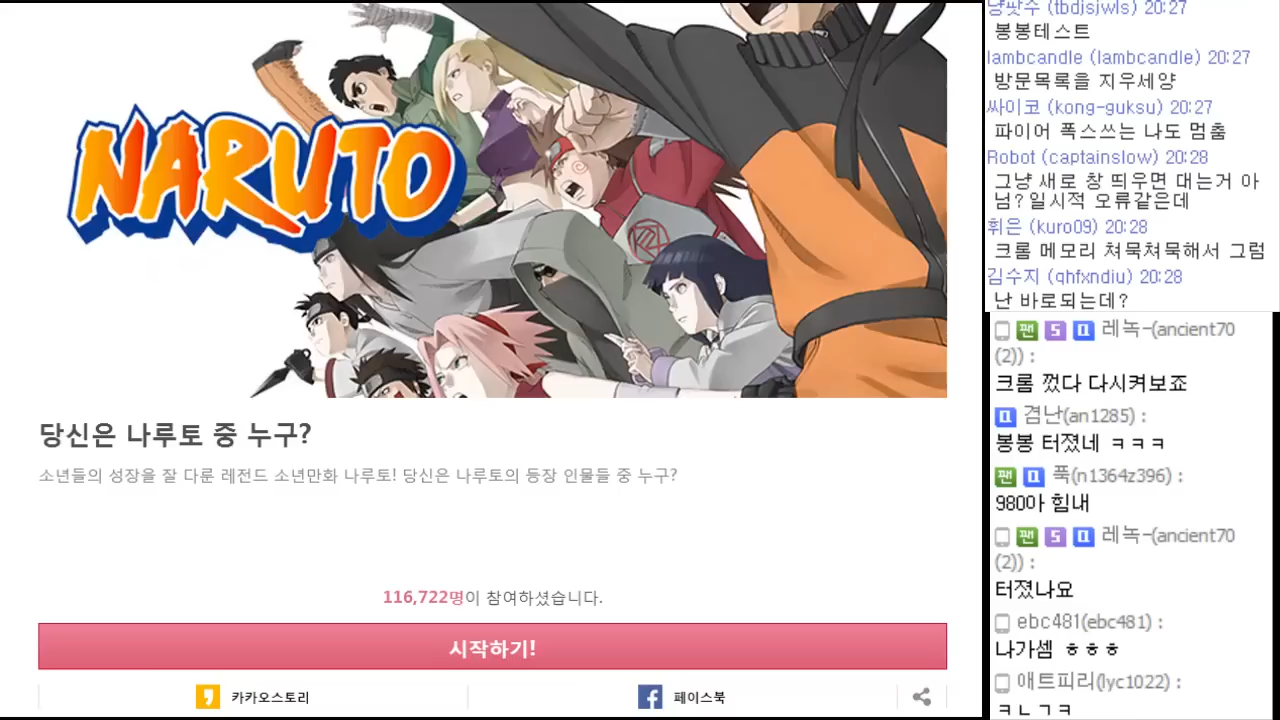 NARUTO
당신은 나루토 중 누구?
소년들의 성장을 잘 다룬 레전드 소년만화 나루토! 당신은 나루토의 등장 인물들 중 누구?
116,722명이 참여하셨습니다.
시작하기!
카카오스토리
페이스북
냥팟수 (tbdjsjwls) 20:27
봉봉테스트
lambcandle (lambcandle) 20:27
방문목록을 지우세양
싸이코 (kong-guksu) 20:27
파이어 폭스쓰는 나도 멈춤
Robot (captainslow) 20:28
그냥 새로 창 띄우면 대는거 아
님? 일시적 오류같은데
휘은 (kuro09) 20:28
크롬 메모리 쳐묵쳐묵해서 그럼
김수지 (qhfxndiu) 20:28
난 바로되는데?
팬 S 레녹-(ancient70
(2)) :
크롬 껐다 다시켜보죠
겸난(an1285) :
봉봉 터졌네 ㅋㅋㅋ
팬 푹(n1364z396) :
980아 힘내
팬 S 레녹-(ancient70
(2)) :
터졌나요
ebc481(ebc481) :
나가셈 ㅎㅎㅎ
애트피리(lyc1022) :
ㅋㄴㄱㅋ